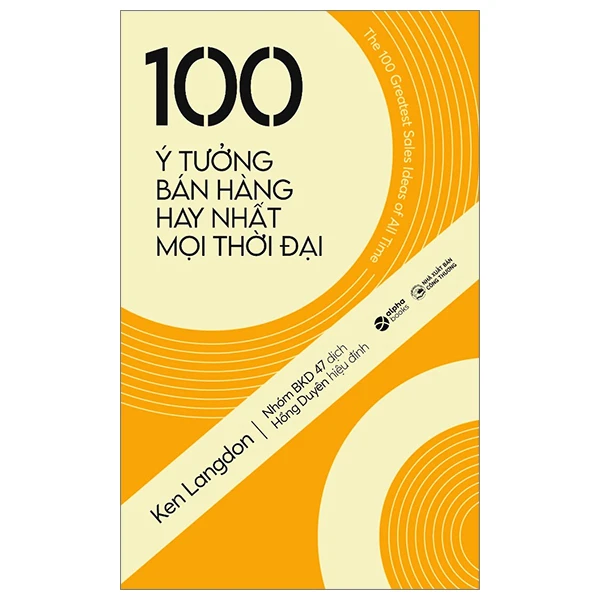 100
Ý TƯỞNG
BÁN HÀNG
HAY NHẤT
MỌI THỜI ĐẠI
The 100 Greatest Sales Ideas of All Time
alpha
books
NHÀ XUẤT BẢN
CÔNG THƯƠNG
Ken Langdon
Nhóm BKD 47 dịch
Hồng Duyên hiệu đính